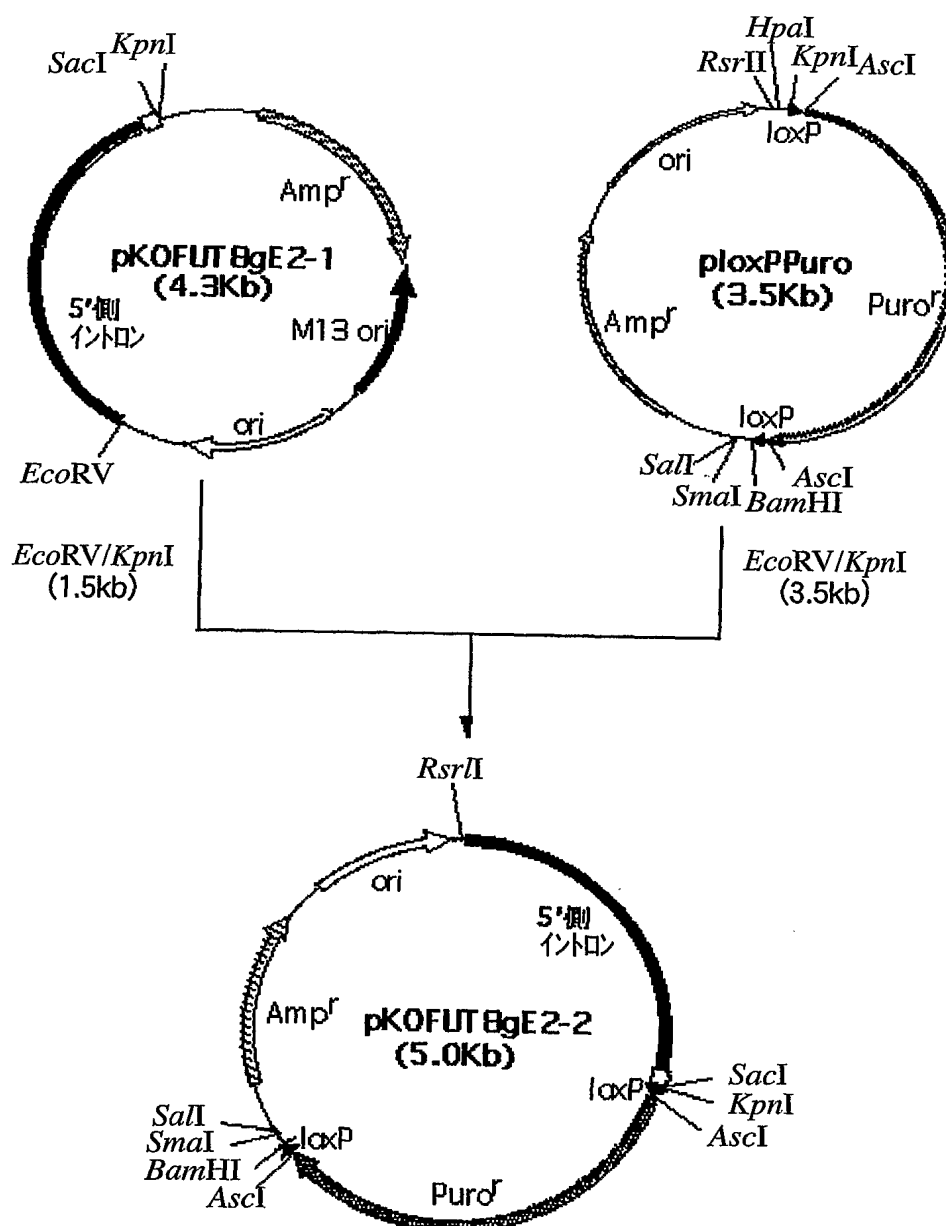 SacI KpnI
Ampʳ
pKOFUT8gE2-1
(4.3Kb)
5'側
イントロン
M13 ori
ori
EcoRV
HpaI
RsrII KpnI AscI
loxP
ori
ploxPPuro
(3.5Kb)
Puroʳ
Ampʳ
loxP
SalI
SmaI BamHI AscI
EcoRV/KpnI
(1.5kb)
EcoRV/KpnI
(3.5kb)
RsrII
ori
5'側
イントロン
Ampʳ
pKOFUT8gE2-2
(5.0Kb)
loxP
SacI
KpnI
AscI
SalI
SmaI
BamHI
AscI
loxP
Puroʳ